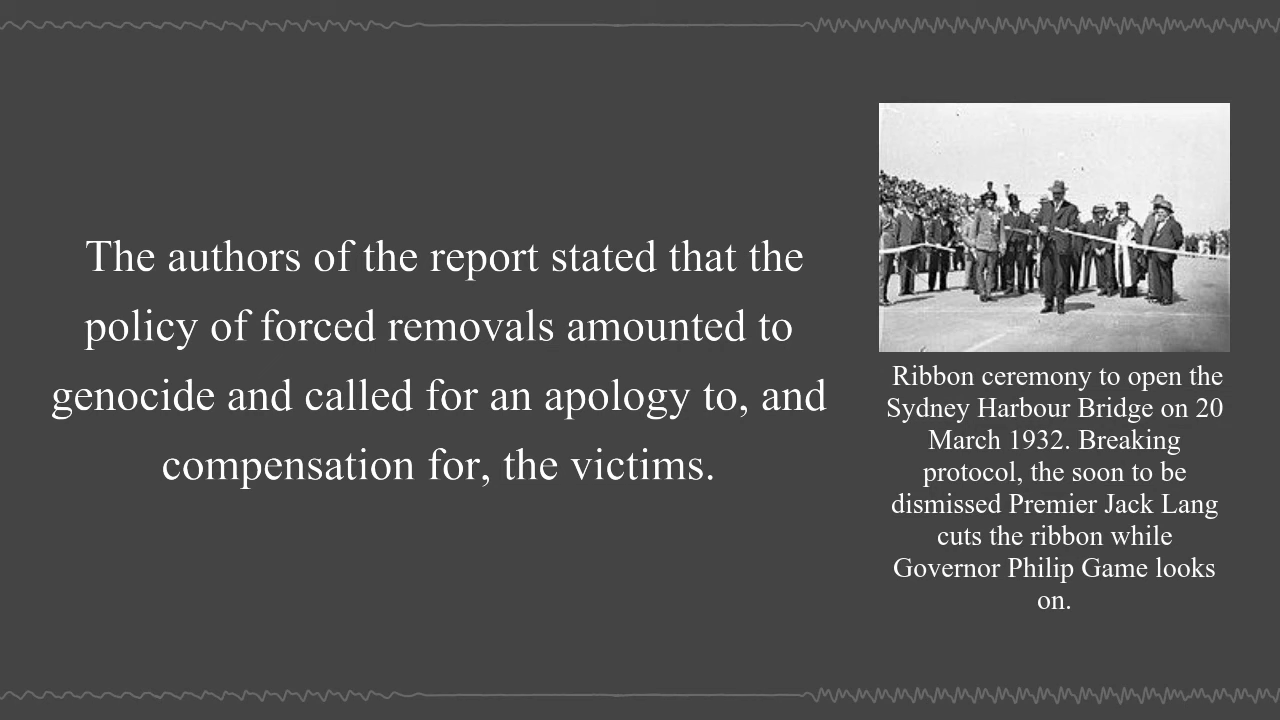 The authors of the report stated that the
policy of forced removals amounted to
genocide and called for an apology to, and
compensation for, the victims.
Ribbon ceremony to open the
Sydney Harbour Bridge on 20
March 1932. Breaking
protocol, the soon to be
dismissed Premier Jack Lang
cuts the ribbon while
Governor Philip Game looks
on.